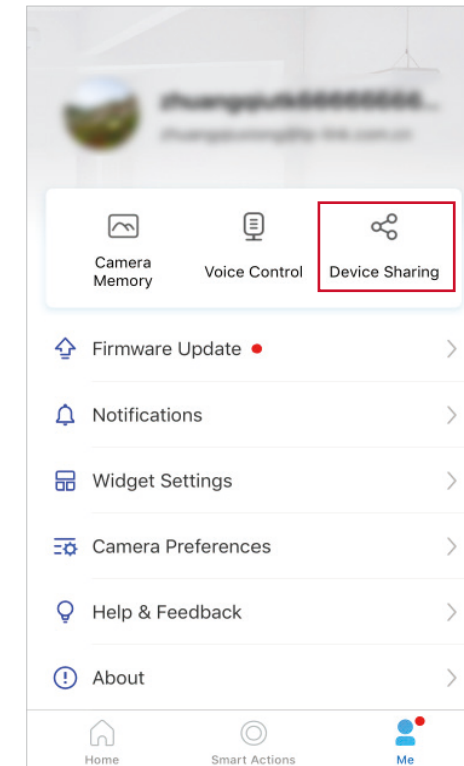 Camera
Memory
Voice Control
Device Sharing
Firmware Update
Notifications
Widget Settings
Camera Preferences
Help & Feedback
About
Home
Smart Actions
Me